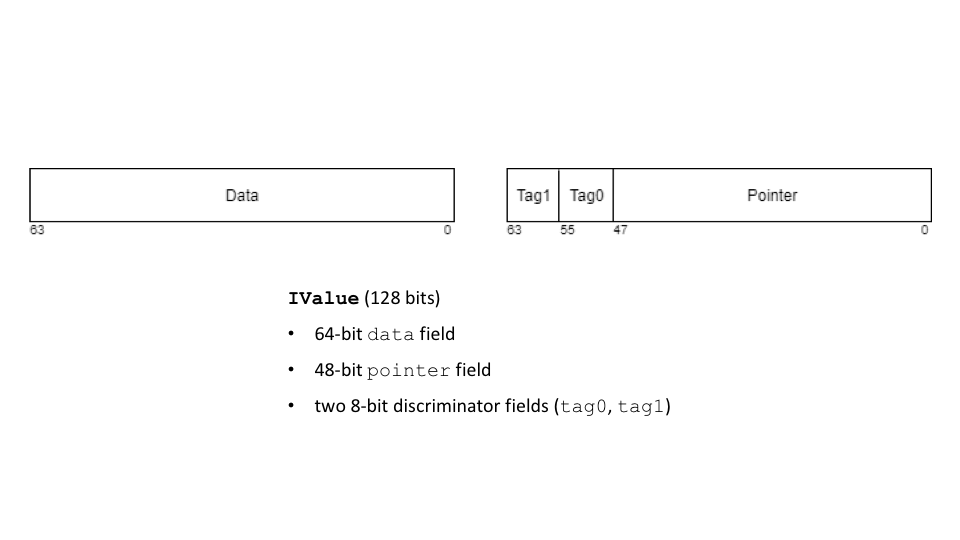 Data
Tag1 Tag0 Pointer
63 0
63 55 47 0
IValue (128 bits)
• 64-bit data field
• 48-bit pointer field
• two 8-bit discriminator fields (tag0, tag1)